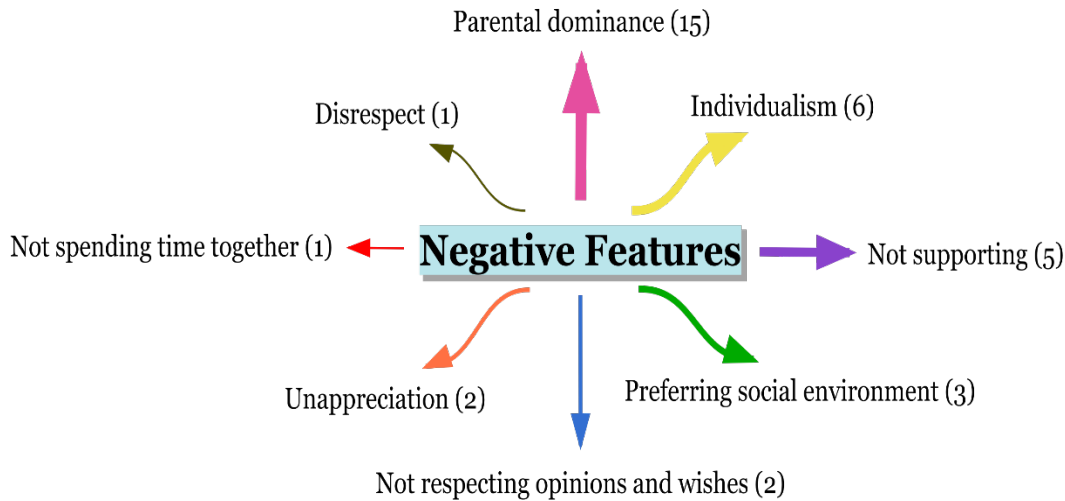 Parental dominance (15)
Disrespect (1)
Individualism (6)
Not spending time together (1)
Negative Features
Not supporting (5)
Unappreciation (2)
Preferring social environment (3)
Not respecting opinions and wishes (2)